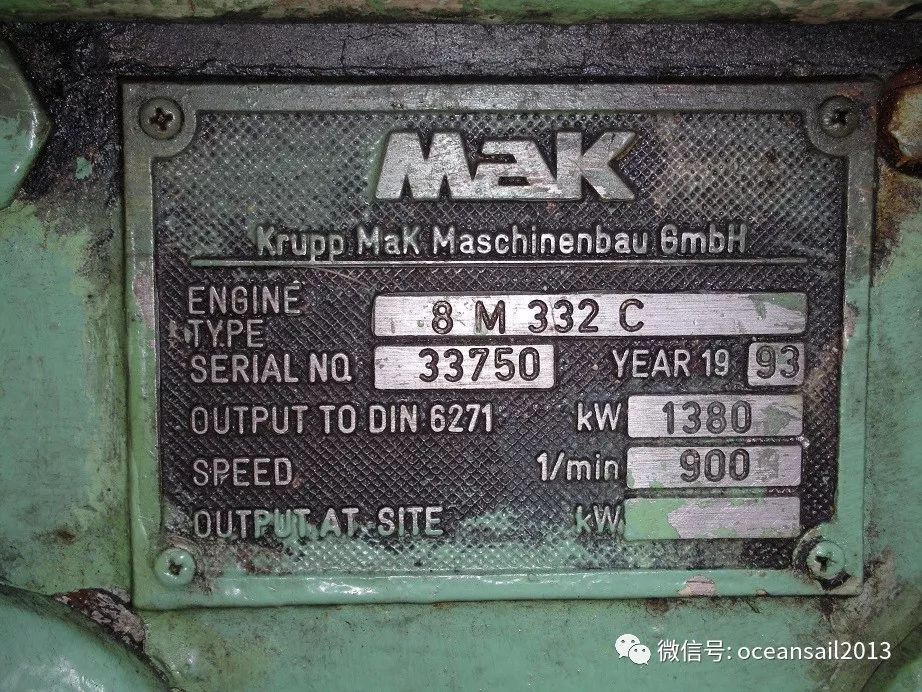 MaK
Krupp MaK Maschinenbau GmbH
ENGINE TYPE 8 M 332 C
SERIAL NO. 33750 YEAR 19 93
OUTPUT TO DIN 6271 kW 1380
SPEED 1/min 900
OUTPUT AT SITE kW
微信号: oceansail2013